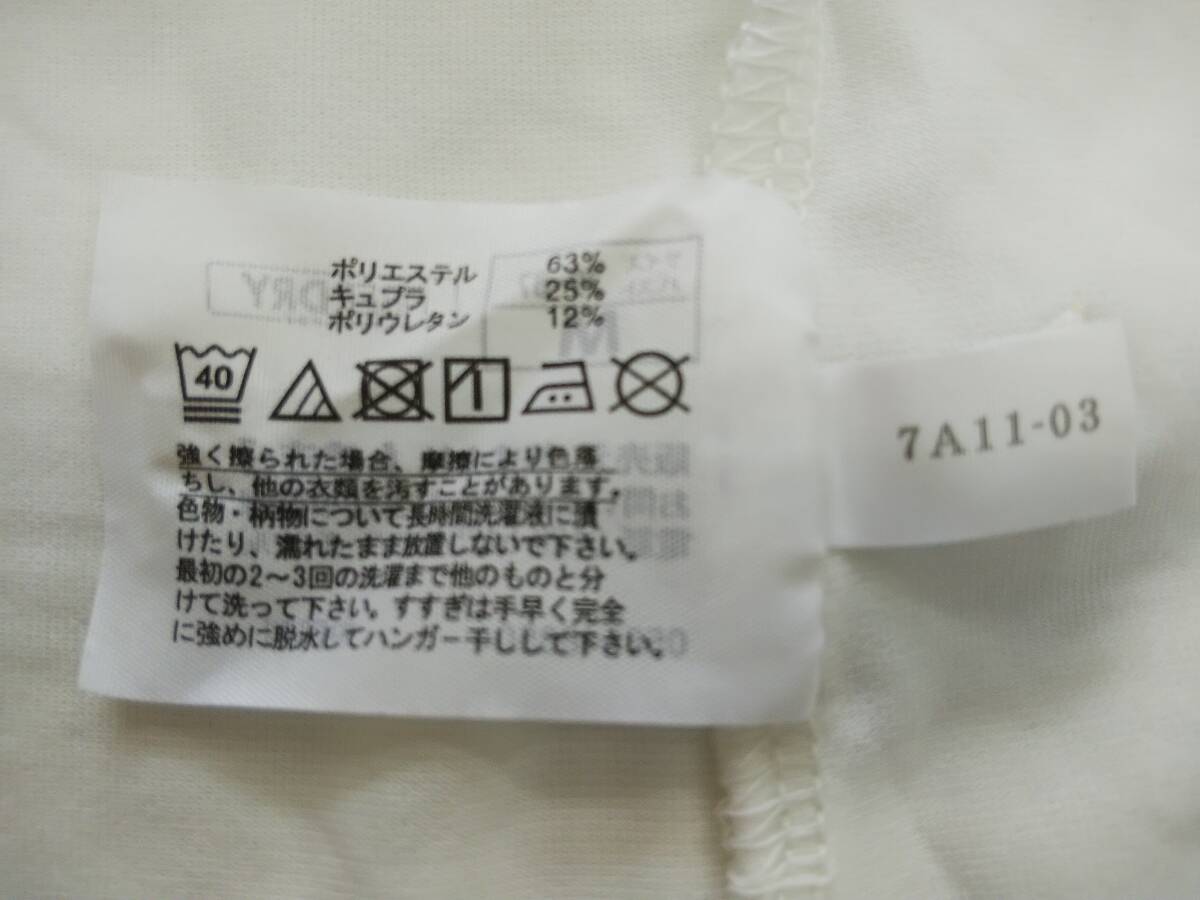 ポリエステル 63%
キュプラ 25%
ポリウレタン 12%
40
強く擦られた場合、摩擦により色落
ちし、他の衣類を汚すことがあります。
色物・柄物について長時間洗濯液に漬
けたり、濡れたまま放置しないで下さい。
最初の2〜3回の洗濯まで他のものと分
けて洗って下さい。すすぎは手早く完全
に強めに脱水してハンガー干しして下さい。
7A11-03